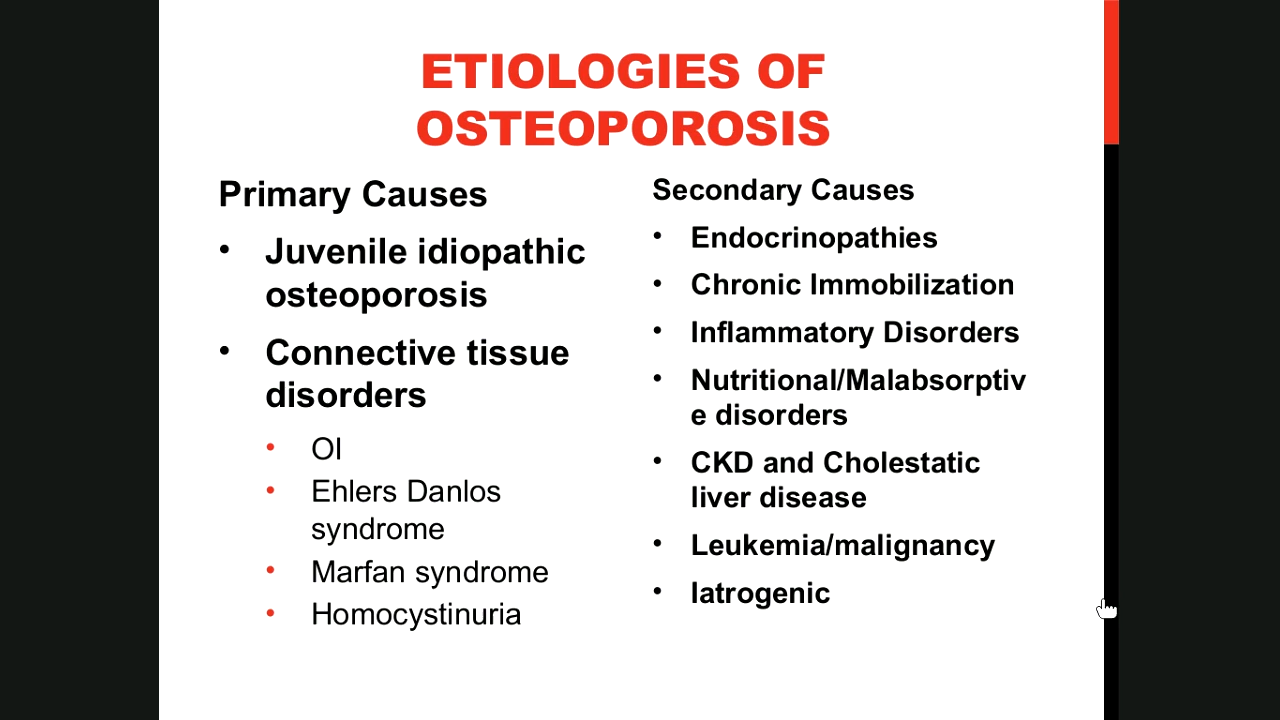 ETIOLOGIES OF
OSTEOPOROSIS
Primary Causes
• Juvenile idiopathic
osteoporosis
• Connective tissue
disorders
• OI
• Ehlers Danlos
syndrome
• Marfan syndrome
• Homocystinuria
Secondary Causes
• Endocrinopathies
• Chronic Immobilization
• Inflammatory Disorders
• Nutritional/Malabsorptiv
e disorders
• CKD and Cholestatic
liver disease
• Leukemia/malignancy
• Iatrogenic